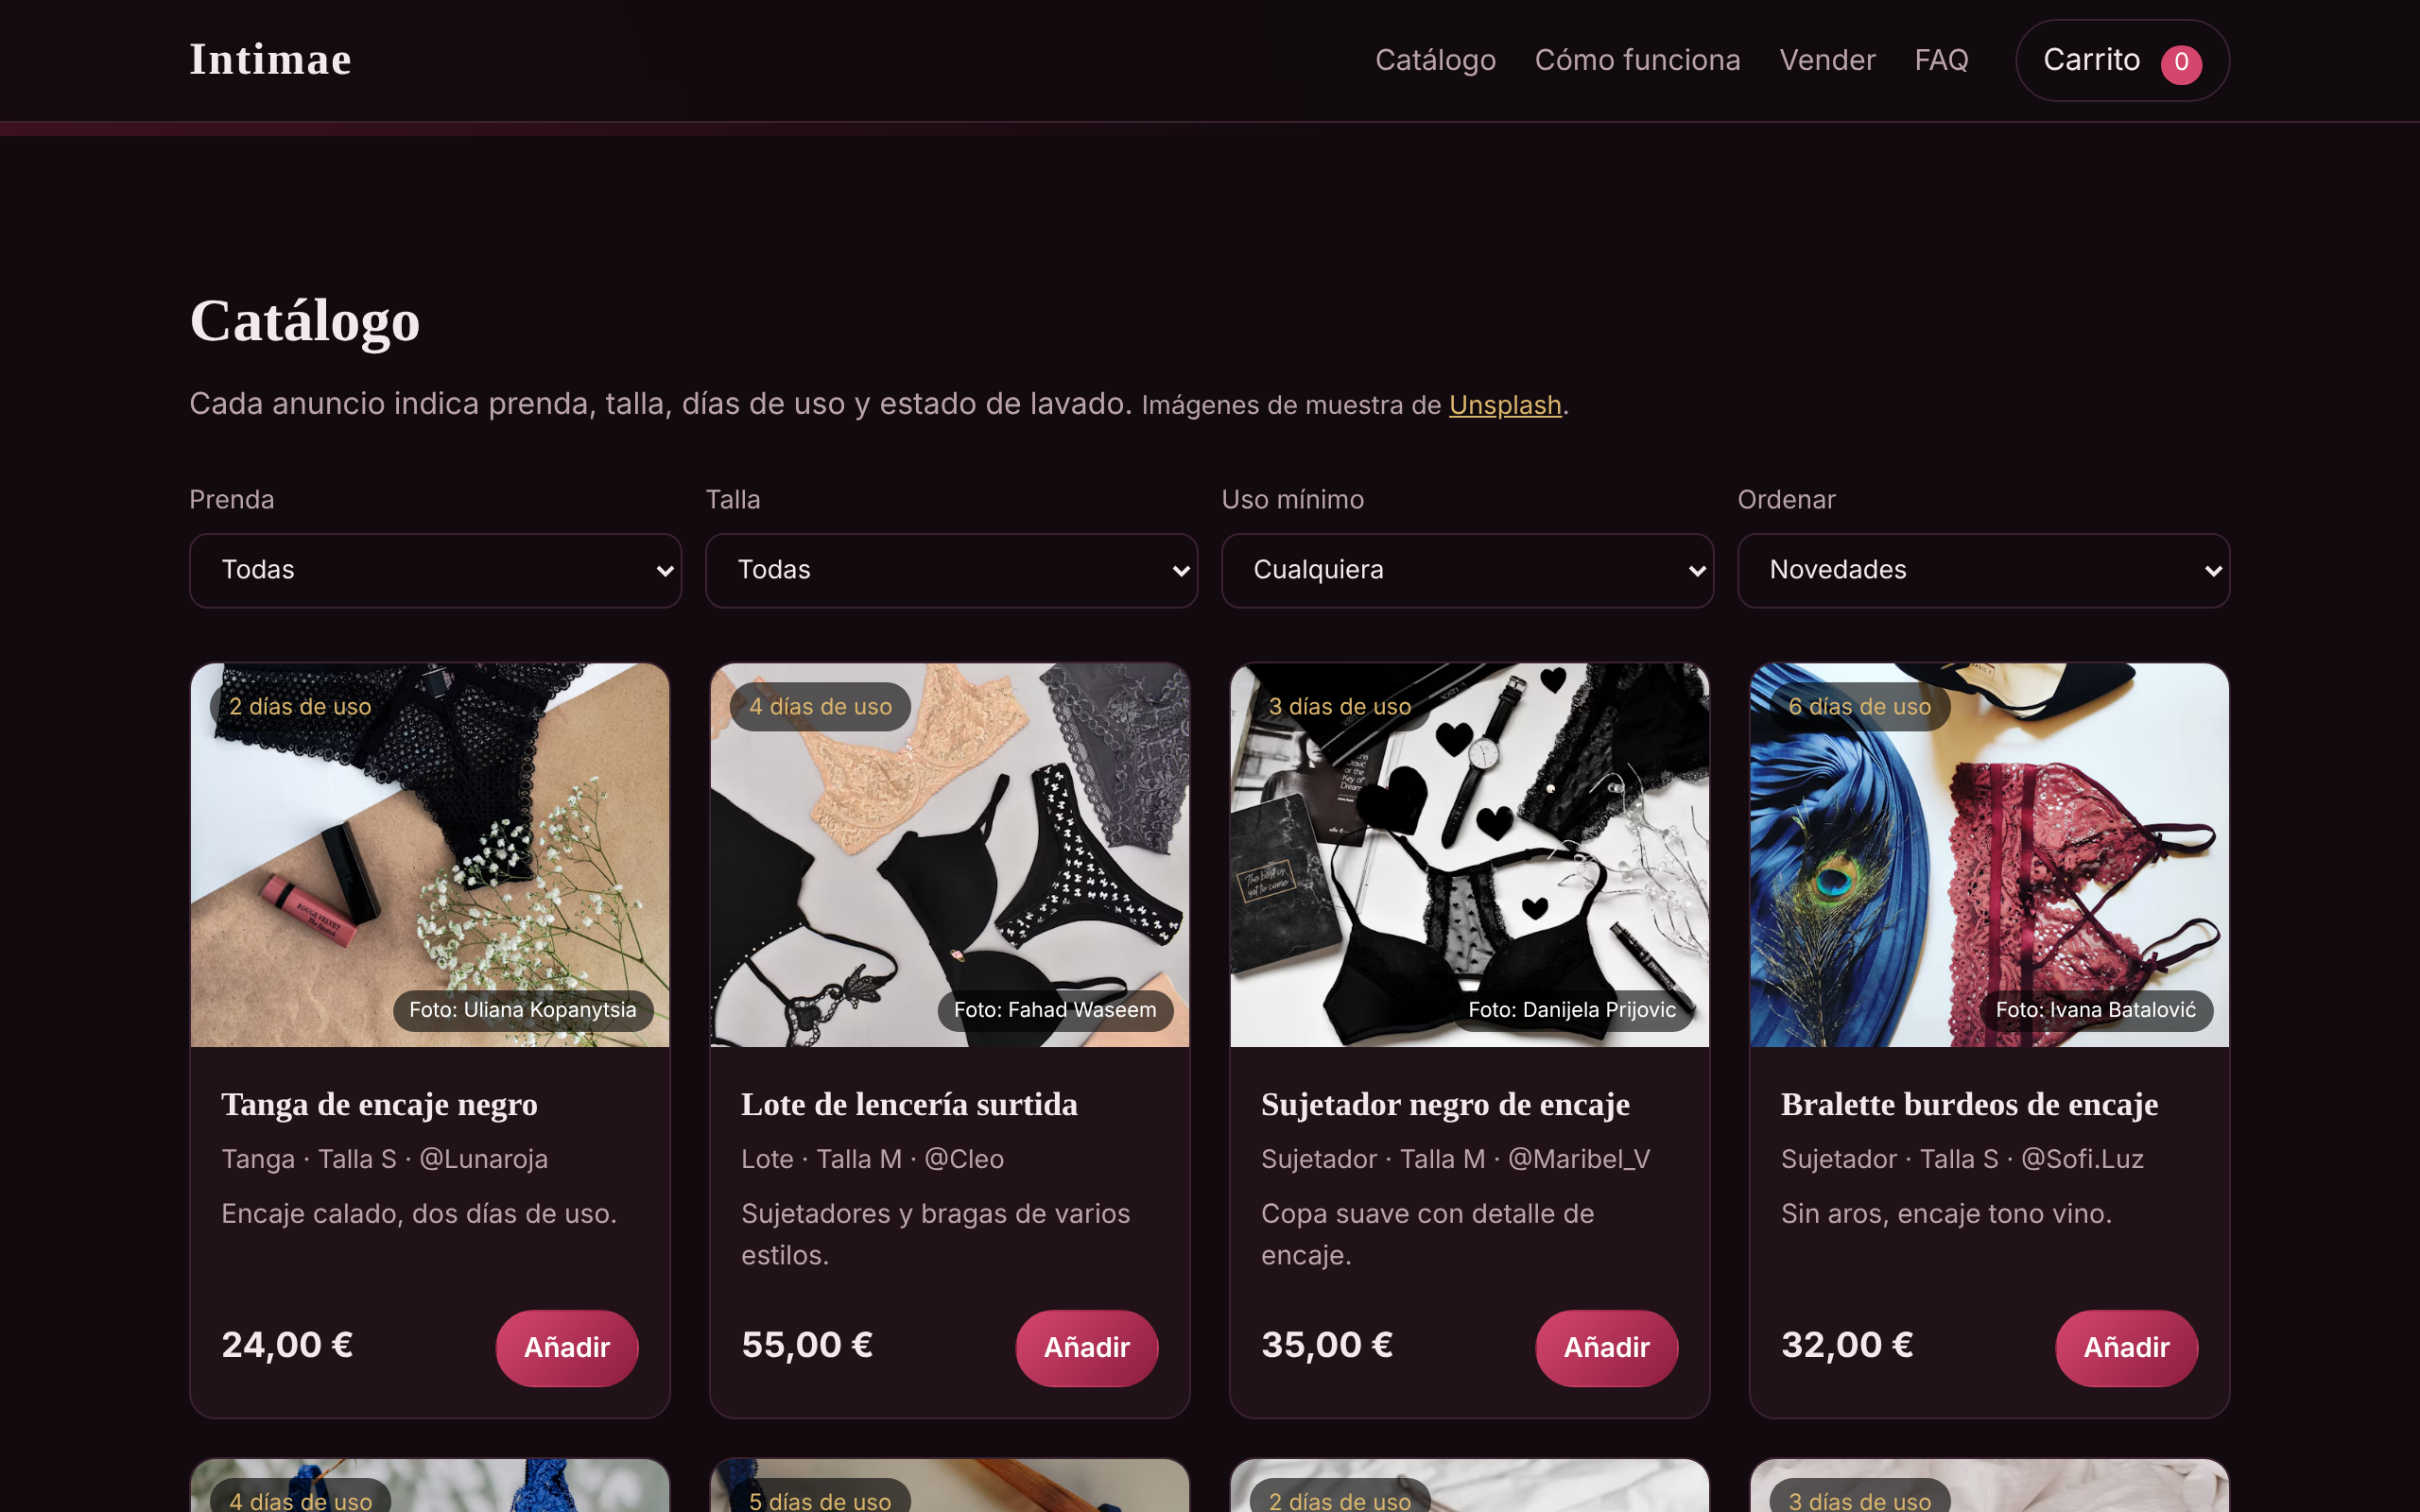 Intimae
Catálogo
Cómo funciona
Vender
FAQ
Carrito 0
Catálogo
Cada anuncio indica prenda, talla, días de uso y estado de lavado. Imágenes de muestra de Unsplash.
Prenda
Talla
Uso mínimo
Ordenar
Todas
Todas
Cualquiera
Novedades
2 días de uso
Foto: Uliana Kopanytsia
Tanga de encaje negro
Tanga · Talla S · @Lunaroja
Encaje calado, dos días de uso.
24,00 €
Añadir
4 días de uso
Foto: Fahad Waseem
Lote de lencería surtida
Lote · Talla M · @Cleo
Sujetadores y bragas de varios
estilos.
55,00 €
Añadir
3 días de uso
The best is
yet to come
Foto: Danijela Prijovic
Sujetador negro de encaje
Sujetador · Talla M · @Maribel_V
Copa suave con detalle de
encaje.
35,00 €
Añadir
6 días de uso
Foto: Ivana Batalović
Bralette burdeos de encaje
Sujetador · Talla S · @Sofi.Luz
Sin aros, encaje tono vino.
32,00 €
Añadir
4 días de uso
5 días de uso
2 días de uso
3 días de uso